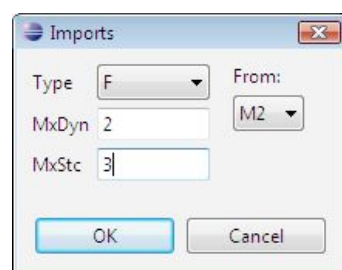 Imports
Type F From:
MxDyn 2 M2
MxStc 3
OK Cancel